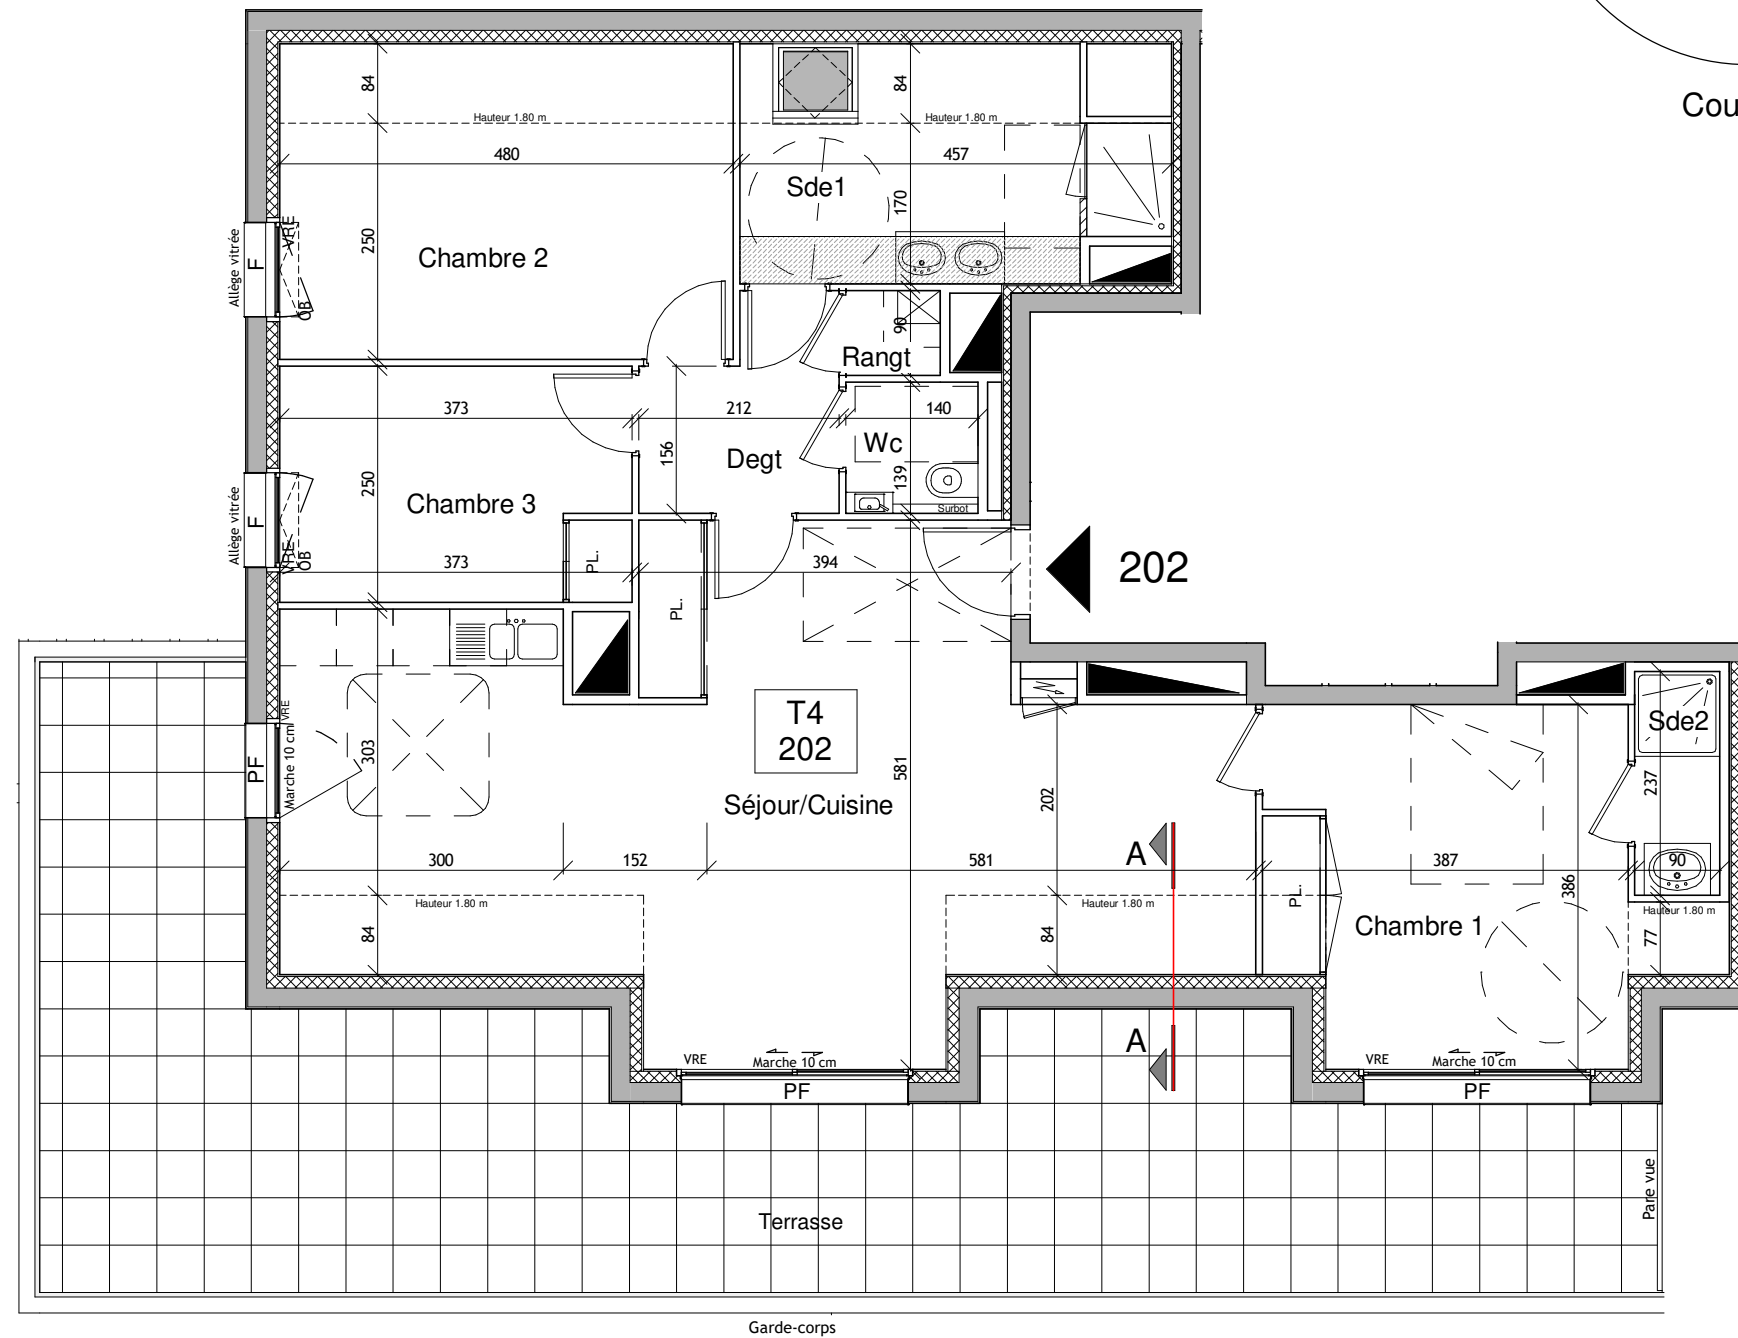 Cou
84
84
Hauteur 1.80 m
Hauteur 1.80 m
480
457
Sde1
170
VRE
Allège vitrée
F
250
Chambre 2
OB
90
Rangt
373
212
140
Wc
156
Degt
139
250
Chambre 3
Surbot
Allège vitrée
F
VRE
OB
373
PL.
394
202
PL.
T4
202
Sde2
VRE
Marche 10 cm
PF
303
581
237
Séjour/Cuisine
202
A
300
152
581
387
90
386
PL.
Hauteur 1.80 m
Hauteur 1.80 m
Hauteur 1.80 m
Chambre 1
84
84
77
A
VRE
Marche 10 cm
PF
VRE
Marche 10 cm
PF
Pare vue
Terrasse
Garde-corps